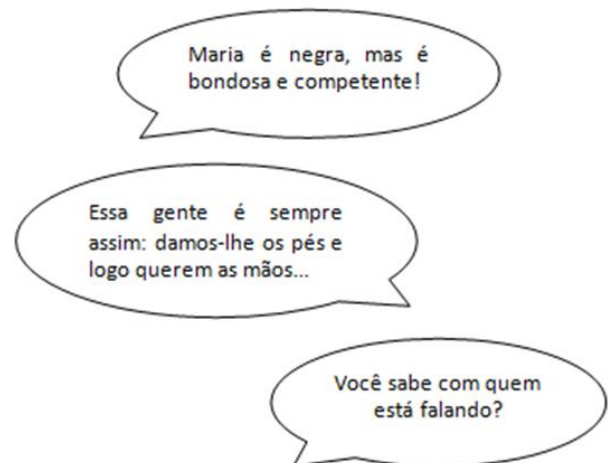 Maria é negra, mas é
bondosa e competente!
Essa gente é sempre
assim: damos-lhe os pés e
logo querem as mãos...
Você sabe com quem
está falando?